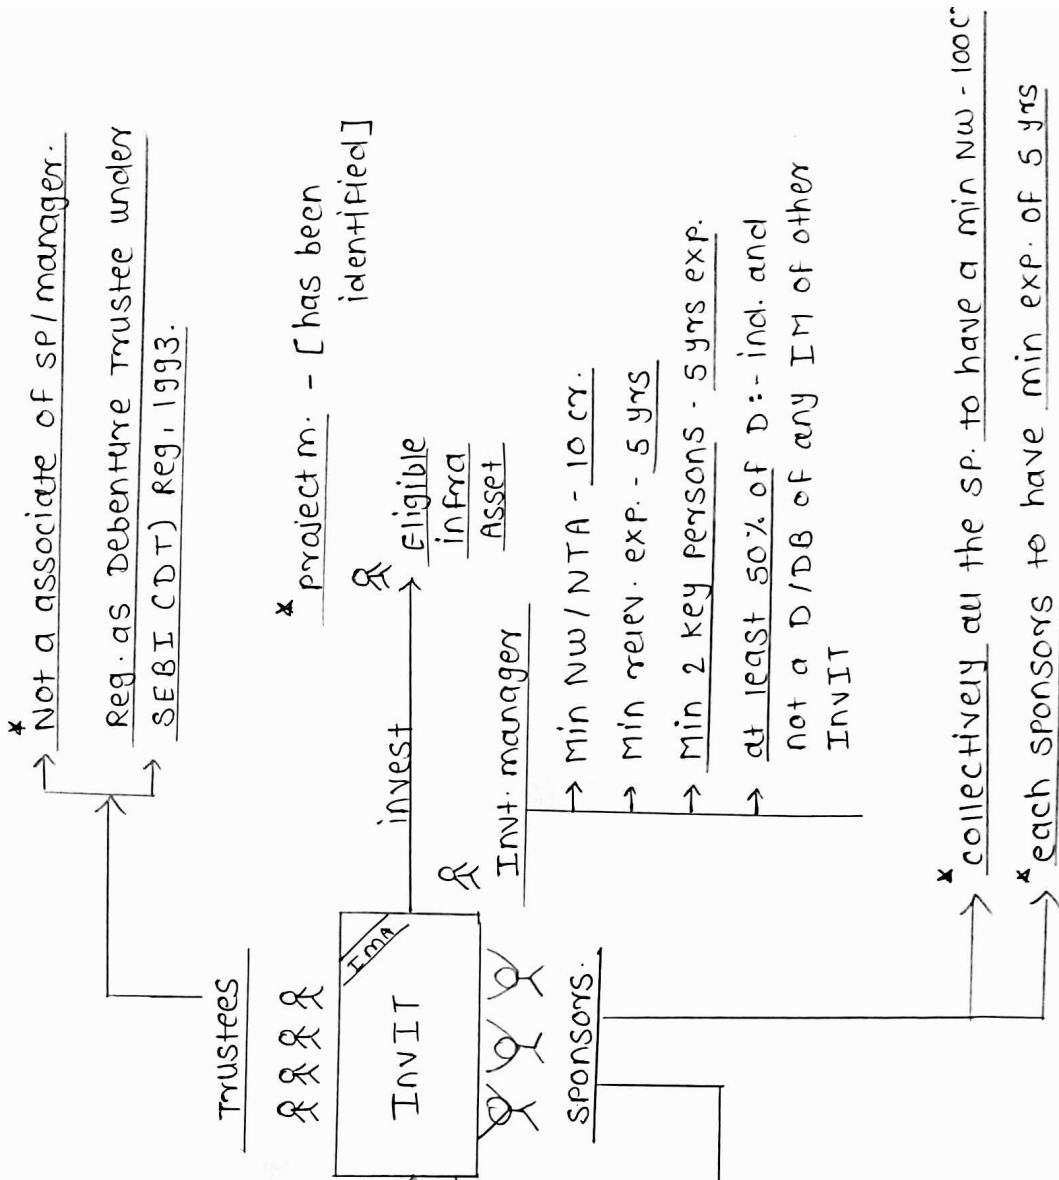 Trustees
* Not a associate of SP/manager.
Reg. as Debenture Trustee under
SEBI (DT) Reg, 1993.
InvIT
IMA
invest
Eligible
infra
Asset
* project m. - [has been
identified]
Invt. manager
Min NW/NTA - 10 cr.
Min relev. exp. - 5 yrs
Min 2 key persons - 5 yrs exp.
at least 50% of D:- ind. and
not a D/DB of any IM of other
InvIT
Sponsors.
* collectively all the SP. to have a min NW - 100C
* each sponsors to have min exp. of 5 yrs